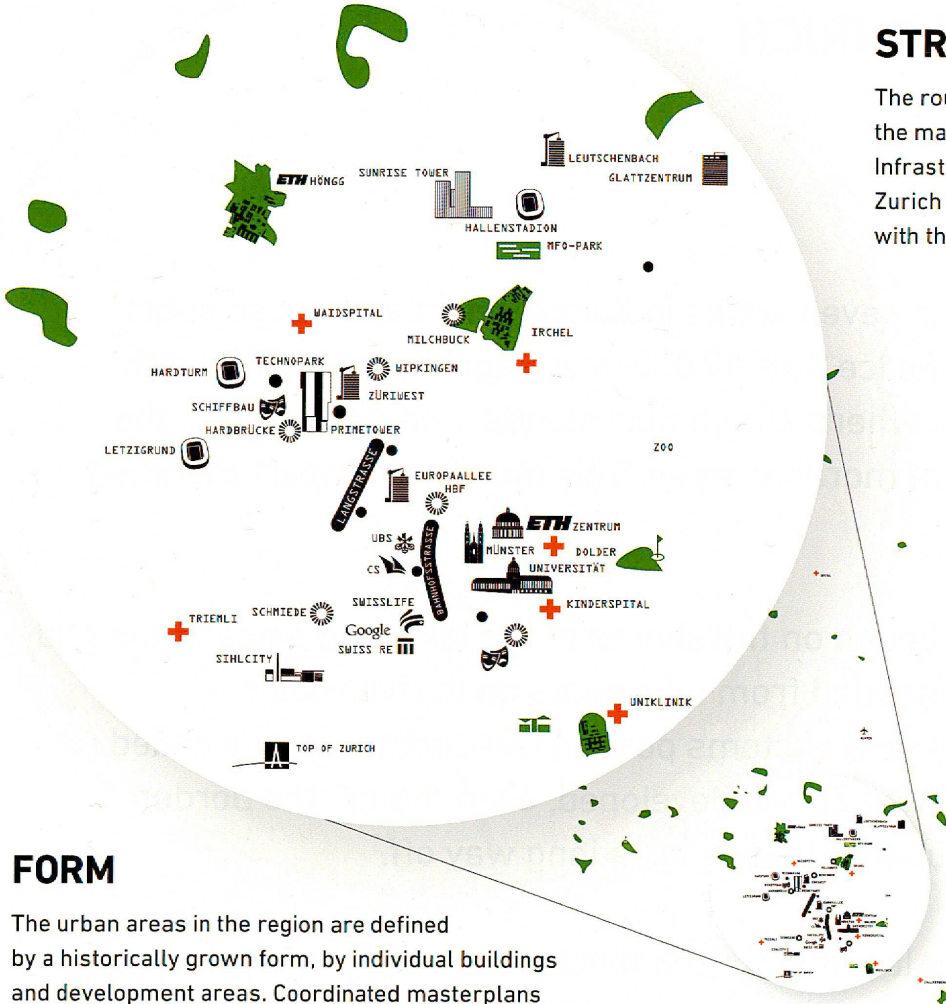 STR
The rou
the ma
Infrast
Zurich
with th
LEUTSCHENBACH
GLATTZENTRUM
SUNRISE TOWER
ETH HÖNGG
HALLENSTADION
MFO-PARK
WAIDSPITAL
MILCHBUCK
IRCHEL
HARDTURM
TECHNOPARK
WIPKINGEN
ZÜRIWEST
SCHIFFBAU
HARDBRÜCKE
PRIMETOWER
LETZIGRUND
ZOO
LANGSTRASSE
EUROPAALLEE
HBF
ETH ZENTRUM
UBS
MÜNSTER
DOLDER
UNIVERSITÄT
CS
BAHNHOFSTRASSE
SWISSLIFE
KINDERSPITAL
TRIEMLI
SCHMIEDE
Google
SWISS RE
SIHLCITY
UNIKLINIK
TOP OF ZURICH
FORM
The urban areas in the region are defined
by a historically grown form, by individual buildings
and development areas. Coordinated masterplans